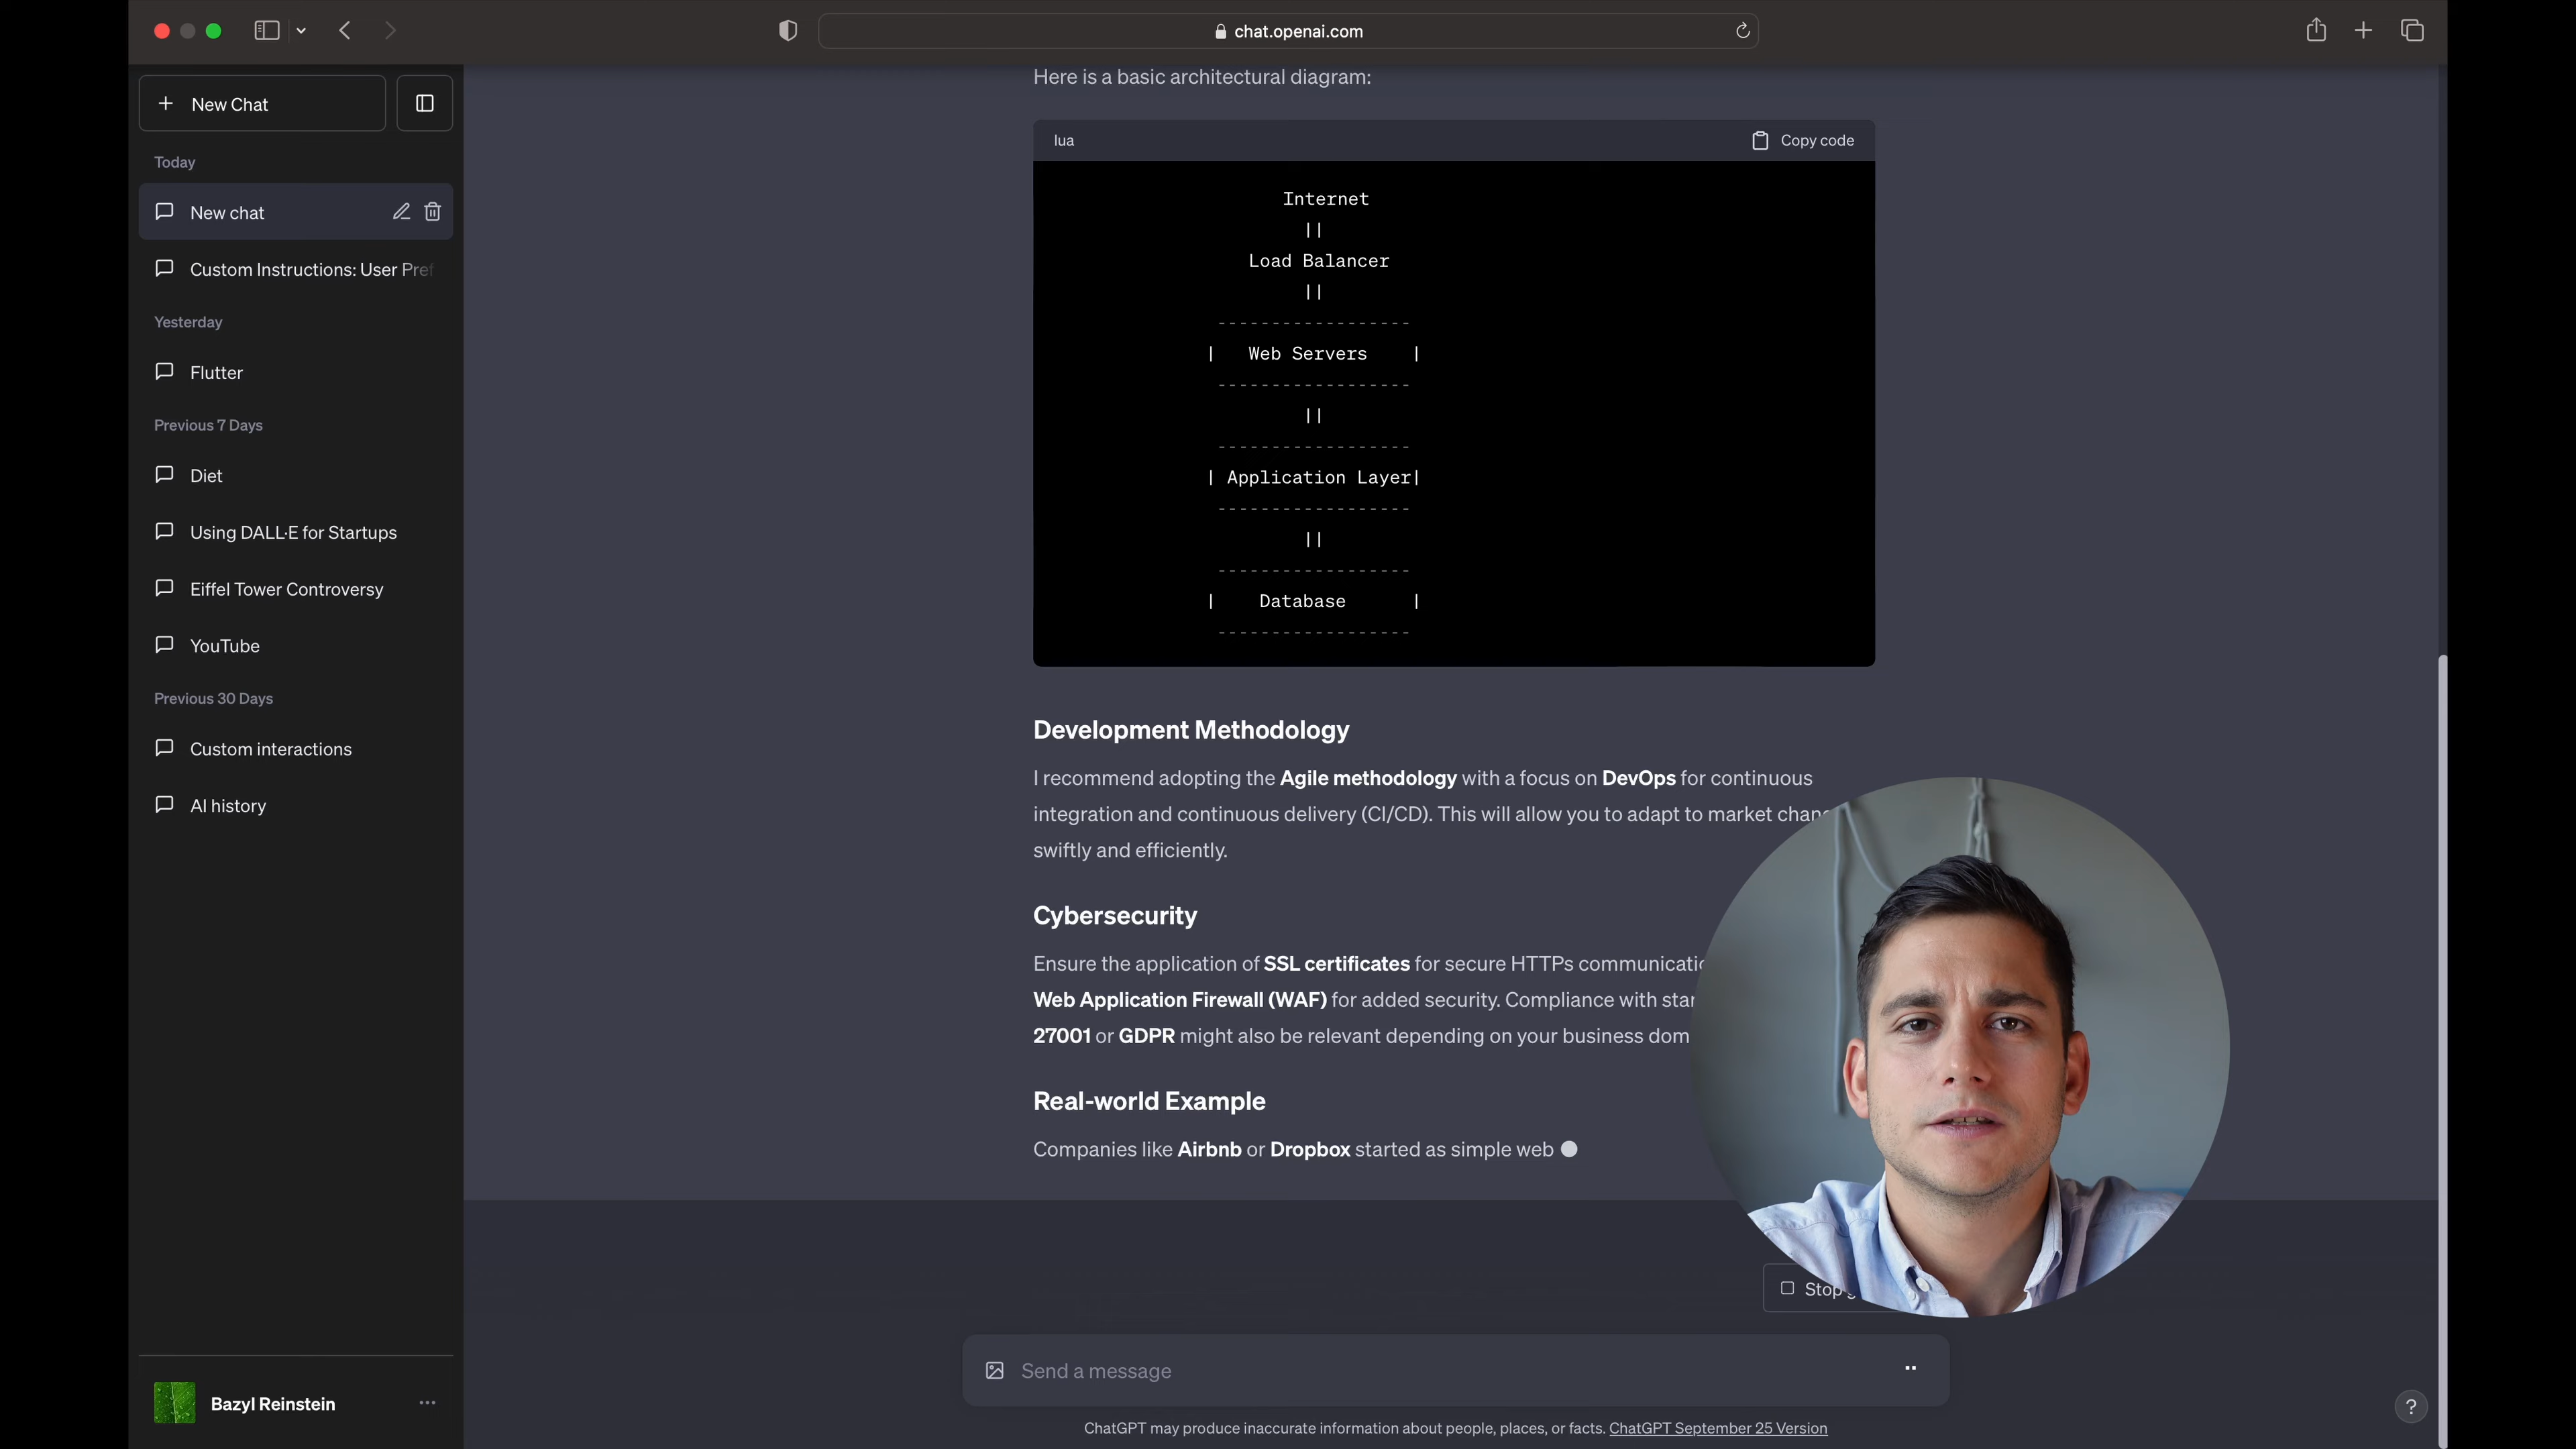 chat.openai.com
New Chat
Today
New chat
Custom Instructions: User Pref
Yesterday
Flutter
Previous 7 Days
Diet
Using DALL·E for Startups
Eiffel Tower Controversy
YouTube
Previous 30 Days
Custom interactions
AI history
Bazyl Reinstein
Here is a basic architectural diagram:
lua
Copy code
Internet
||
Load Balancer
||
-----------------
| Web Servers |
-----------------
||
-----------------
| Application Layer|
-----------------
||
-----------------
| Database |
-----------------
Development Methodology
I recommend adopting the Agile methodology with a focus on DevOps for continuous
integration and continuous delivery (CI/CD). This will allow you to adapt to market
swiftly and efficiently.
Cybersecurity
Ensure the application of SSL certificates for secure HTTPs
Web Application Firewall (WAF) for added security. Compliance with
27001 or GDPR might also be relevant depending on your business
Real-world Example
Companies like Airbnb or Dropbox started as simple web
Stop
Send a message
ChatGPT may produce inaccurate information about people, places, or facts. ChatGPT September 25 Version
?